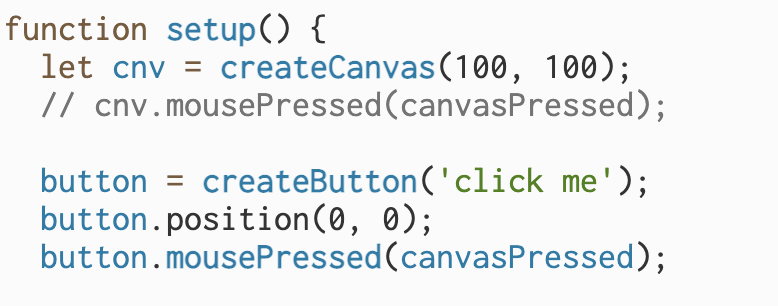 function setup() {
  let cnv = createCanvas(100, 100);
  // cnv.mousePressed(canvasPressed);

  button = createButton('click me');
  button.position(0, 0);
  button.mousePressed(canvasPressed);